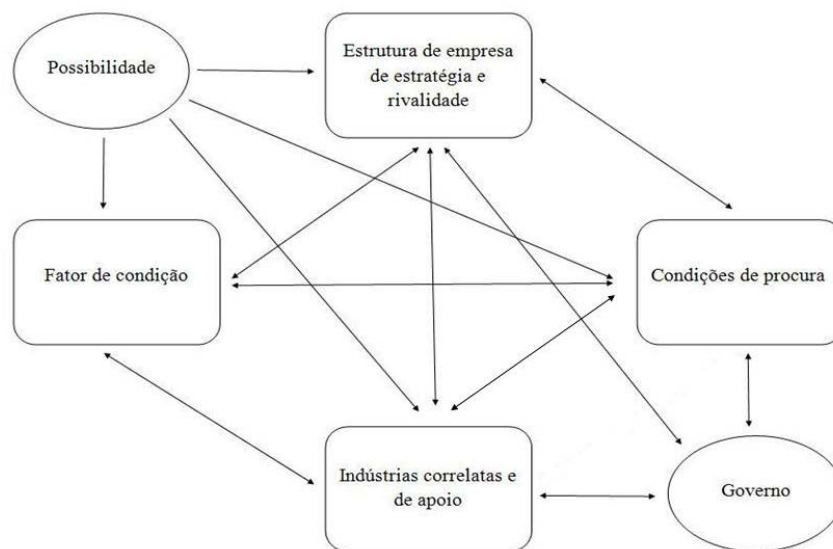 Possibilidade
Estrutura de empresa
de estratégia e
rivalidade
Fator de condição
Condições de procura
Indústrias correlatas e
de apoio
Governo